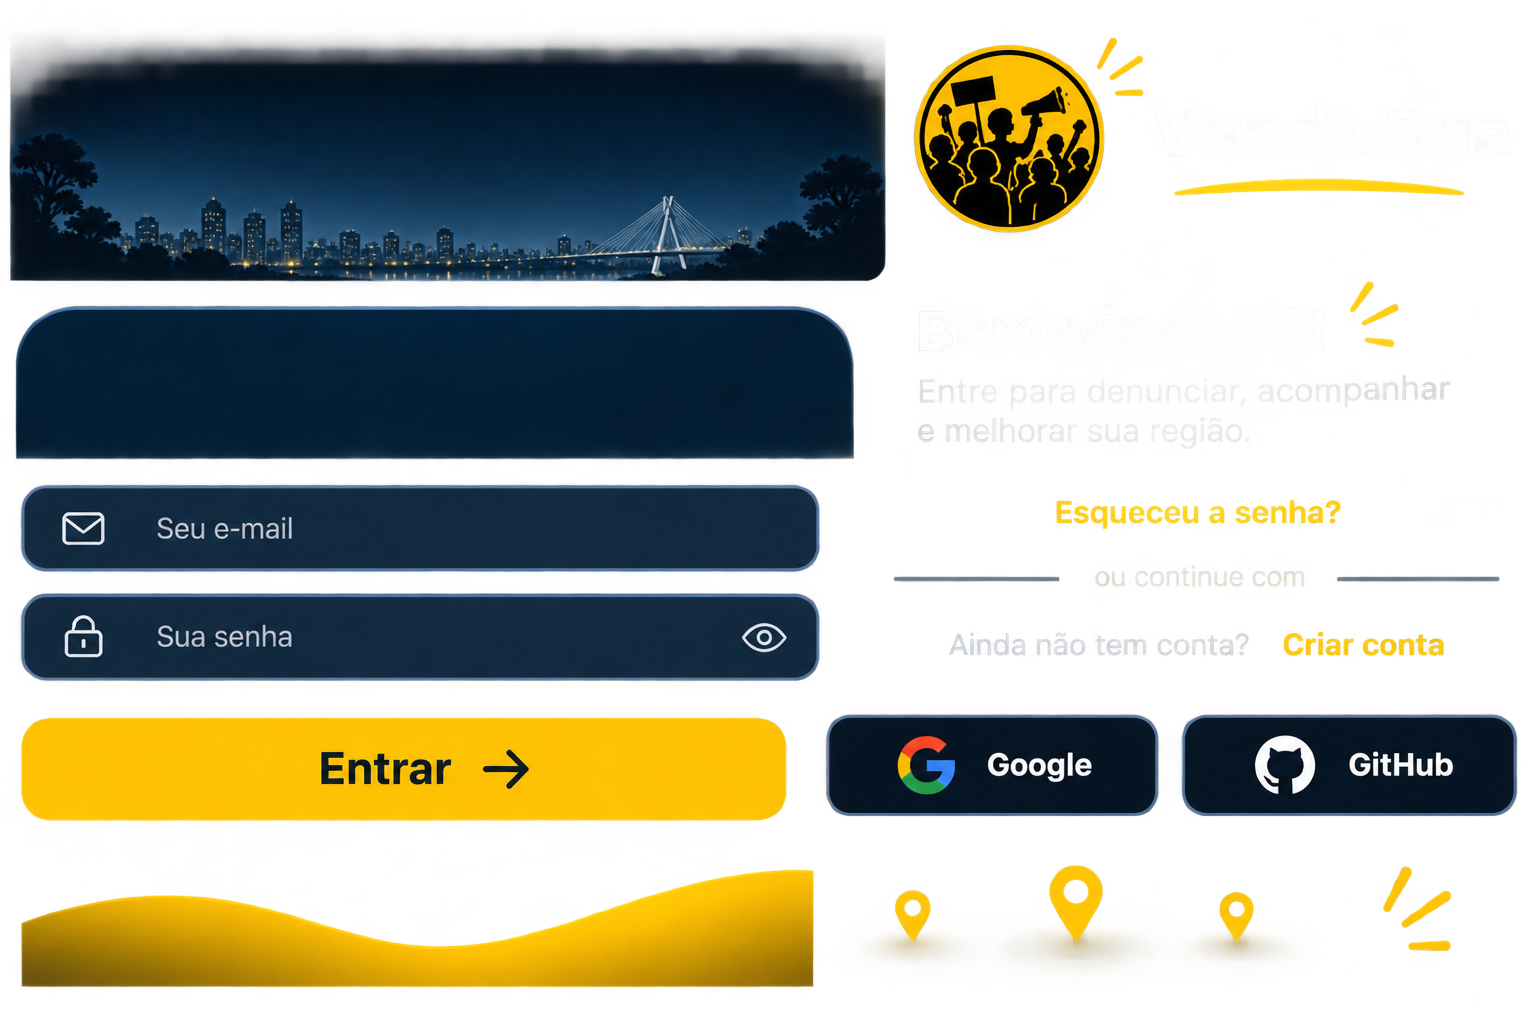 Voz da Rua
Bem-vindo(a)!
Entre para denunciar, acompanhar
e melhorar sua região.
Seu e-mail
Esqueceu a senha?
ou continue com
Sua senha
Ainda não tem conta? Criar conta
Entrar
Google
GitHub